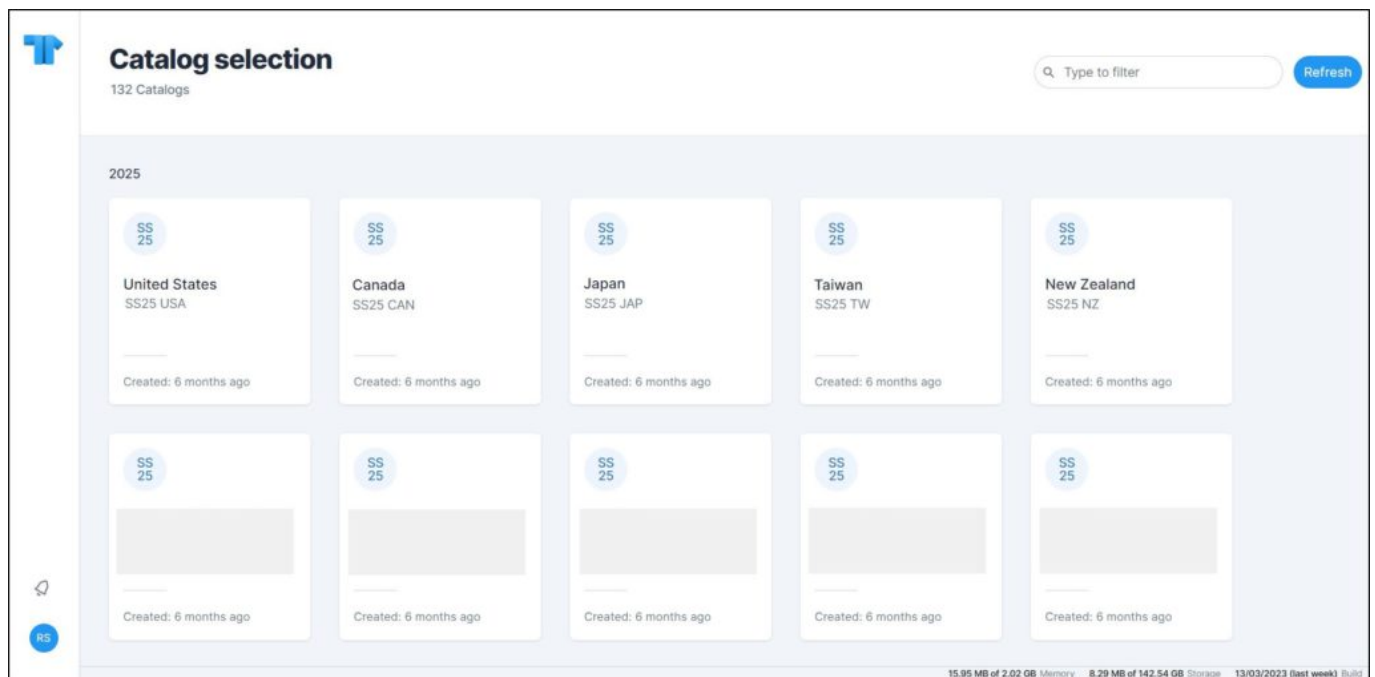 Catalog selection
132 Catalogs
Type to filter
Refresh
2025
SS
25
United States
SS25 USA
Created: 6 months ago
SS
25
Canada
SS25 CAN
Created: 6 months ago
SS
25
Japan
SS25 JAP
Created: 6 months ago
SS
25
Taiwan
SS25 TW
Created: 6 months ago
SS
25
New Zealand
SS25 NZ
Created: 6 months ago
SS
25
Created: 6 months ago
SS
25
Created: 6 months ago
SS
25
Created: 6 months ago
SS
25
Created: 6 months ago
SS
25
Created: 6 months ago
RS
15.95 MB of 2.02 GB Memory 8.29 MB of 142.54 GB Storage 13/03/2023 (last week) Build